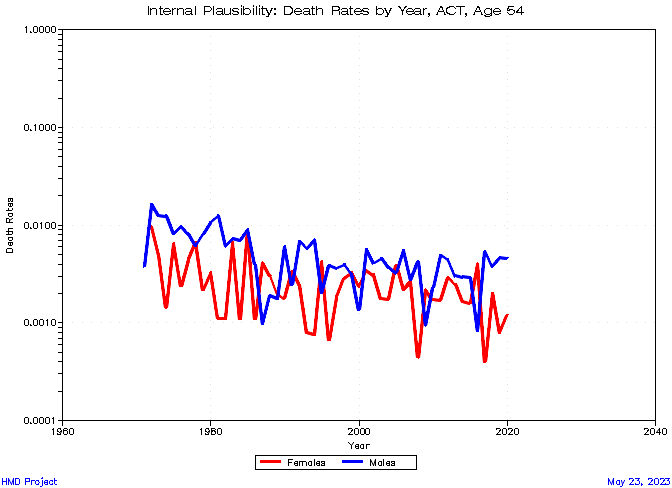 Internal Plausibility: Death Rates by Year, ACT, Age 54
1.0000
0.1000
0.0100
0.0010
0.0001
Death Rates
1960 1980 2000 2020 2040
Year
Females Males
HMD Project May 23, 2023